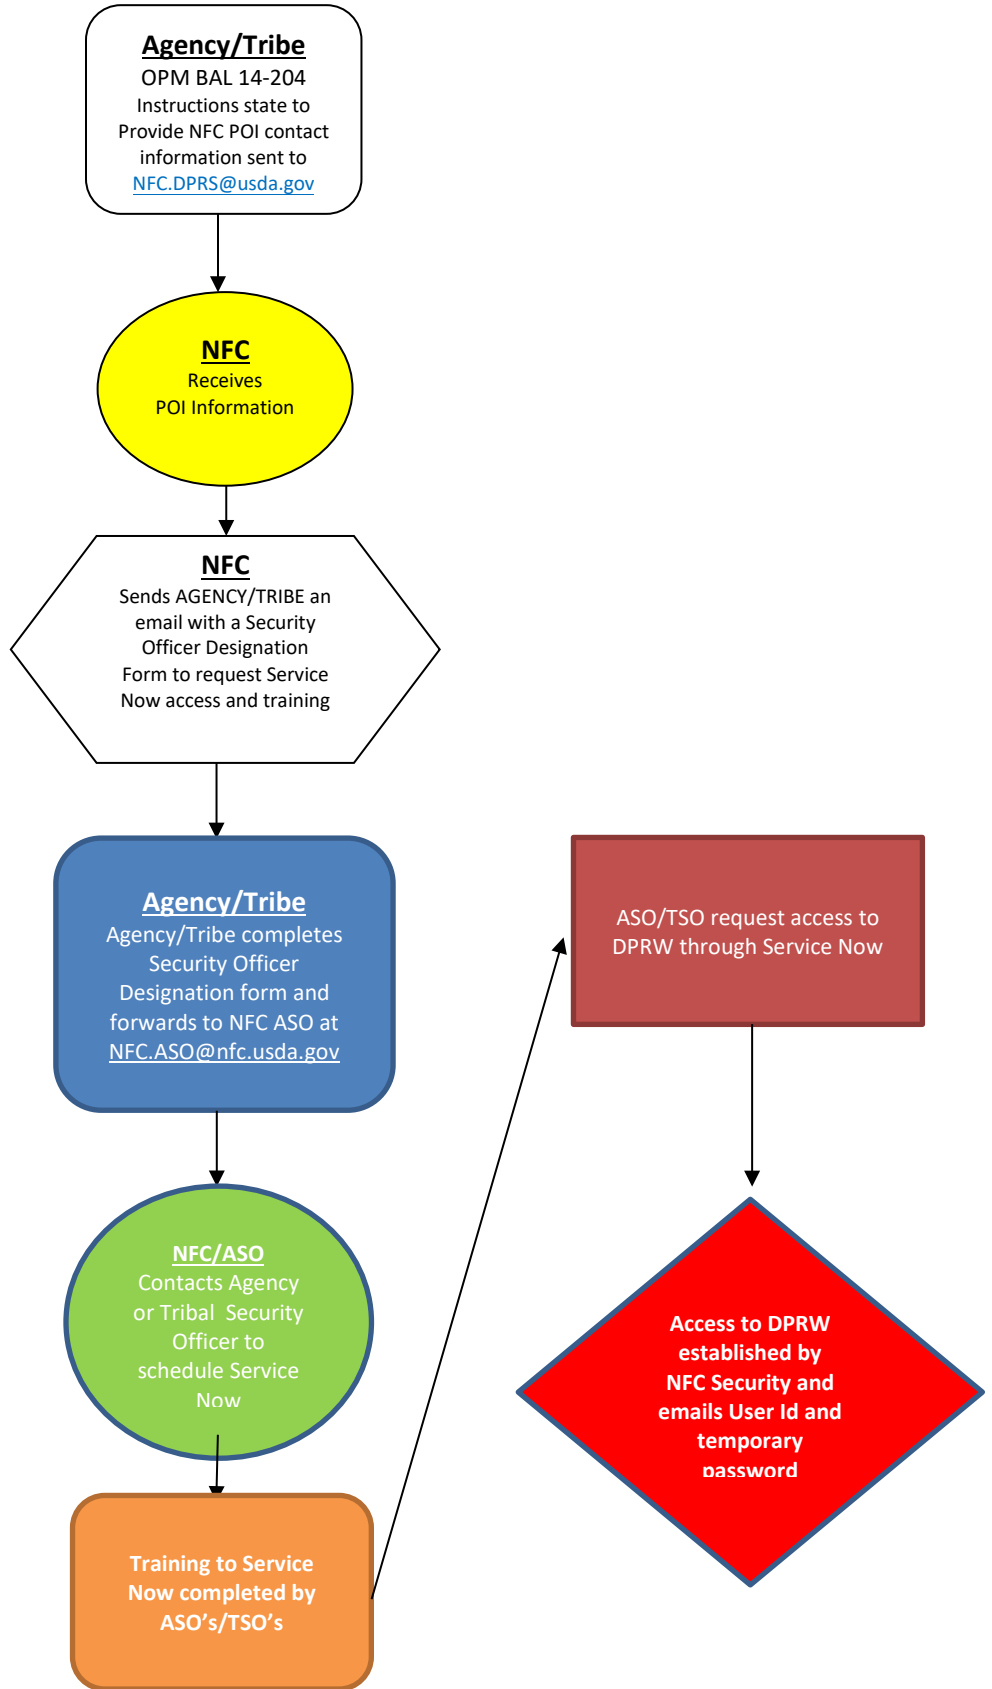 Agency/Tribe
OPM BAL 14-204
Instructions state to
Provide NFC POI contact
information sent to
NFC.DPRS@usda.gov
NFC
Receives
POI Information
NFC
Sends AGENCY/TRIBE an
email with a Security
Officer Designation
Form to request Service
Now access and training
Agency/Tribe
Agency/Tribe completes
Security Officer
Designation form and
forwards to NFC ASO at
NFC.ASO@nfc.usda.gov
NFC/ASO
Contacts Agency
or Tribal Security
Officer to
schedule Service
Now
Training to Service
Now completed by
ASO’s/TSO’s
ASO/TSO request access to
DPRW through Service Now
Access to DPRW
established by
NFC Security and
emails User Id and
temporary
password